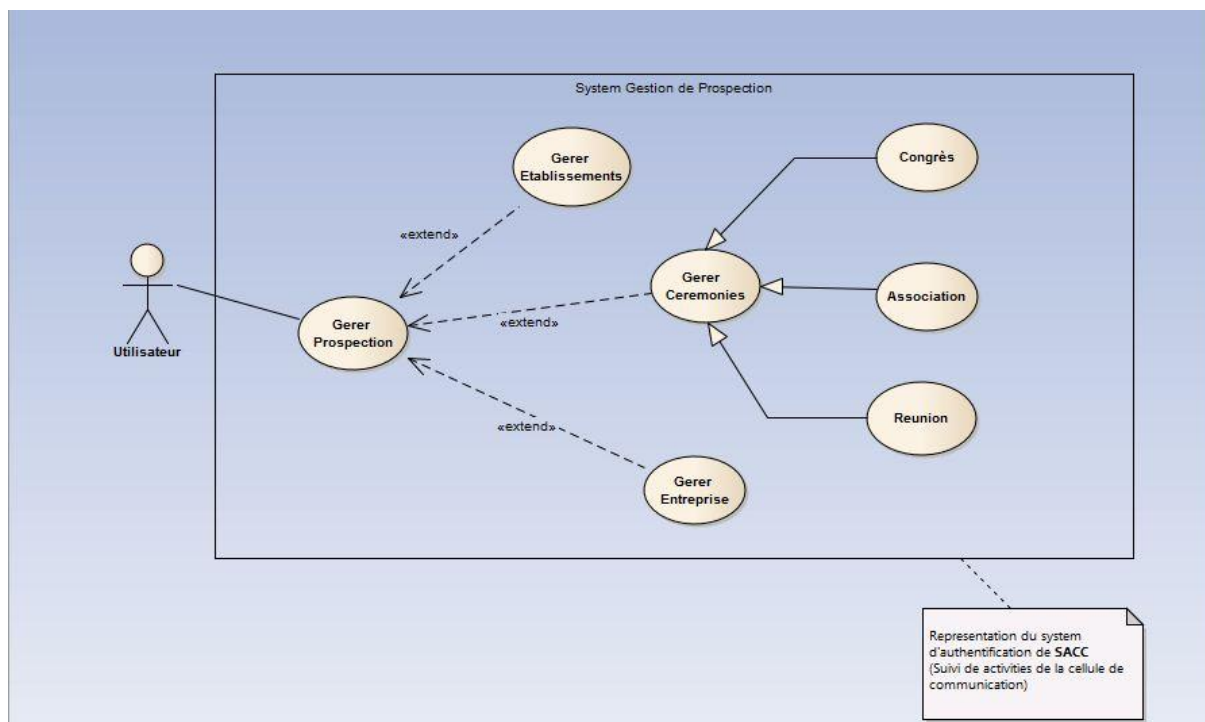 System Gestion de Prospection
Gerer
Etablissements
Congrès
«extend»
Gerer
Ceremonies
Association
«extend»
Gerer
Prospection
Utilisateur
Reunion
«extend»
Gerer
Entreprise
Representation du system
d'authentification de SACC
(Suivi de activities de la cellule de
communication)